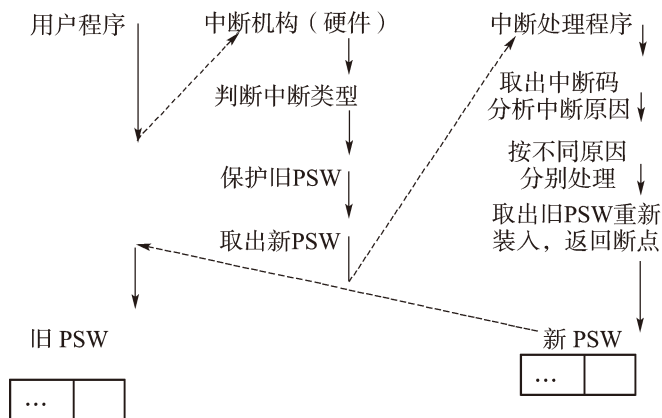 用户程序
中断机构（硬件）
判断中断类型
保护旧PSW
取出新PSW
中断处理程序
取出中断码
分析中断原因
按不同原因
分别处理
取出旧PSW重新
装入，返回断点
旧 PSW
...
新 PSW
...